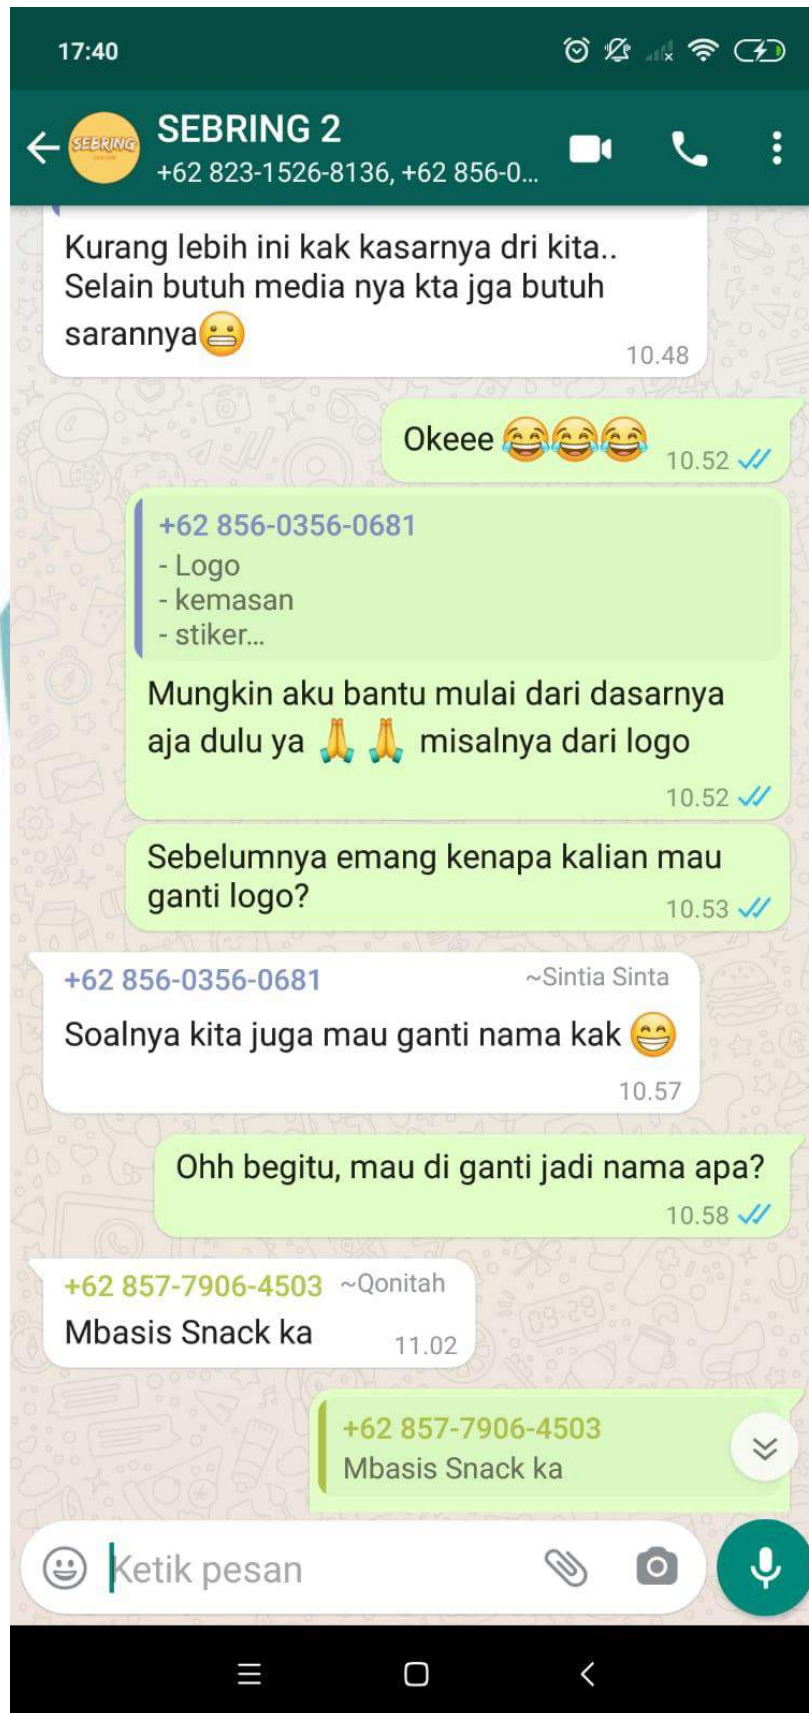 17:40
SEBRING
SEBRING 2
+62 823-1526-8136, +62 856-0...
Kurang lebih ini kak kasarnya dri kita..
Selain butuh media nya kta jga butuh
sarannya😬
10.48
Okeee 😂😂😂
10.52
+62 856-0356-0681
- Logo
- kemasan
- stiker...
Mungkin aku bantu mulai dari dasarnya
aja dulu ya 🙏 🙏 misalnya dari logo
10.52
Sebelumnya emang kenapa kalian mau
ganti logo?
10.53
+62 856-0356-0681 ~Sintia Sinta
Soalnya kita juga mau ganti nama kak 😁
10.57
Ohh begitu, mau di ganti jadi nama apa?
10.58
+62 857-7906-4503 ~Qonitah
Mbasis Snack ka
11.02
+62 857-7906-4503
Mbasis Snack ka
Ketik pesan